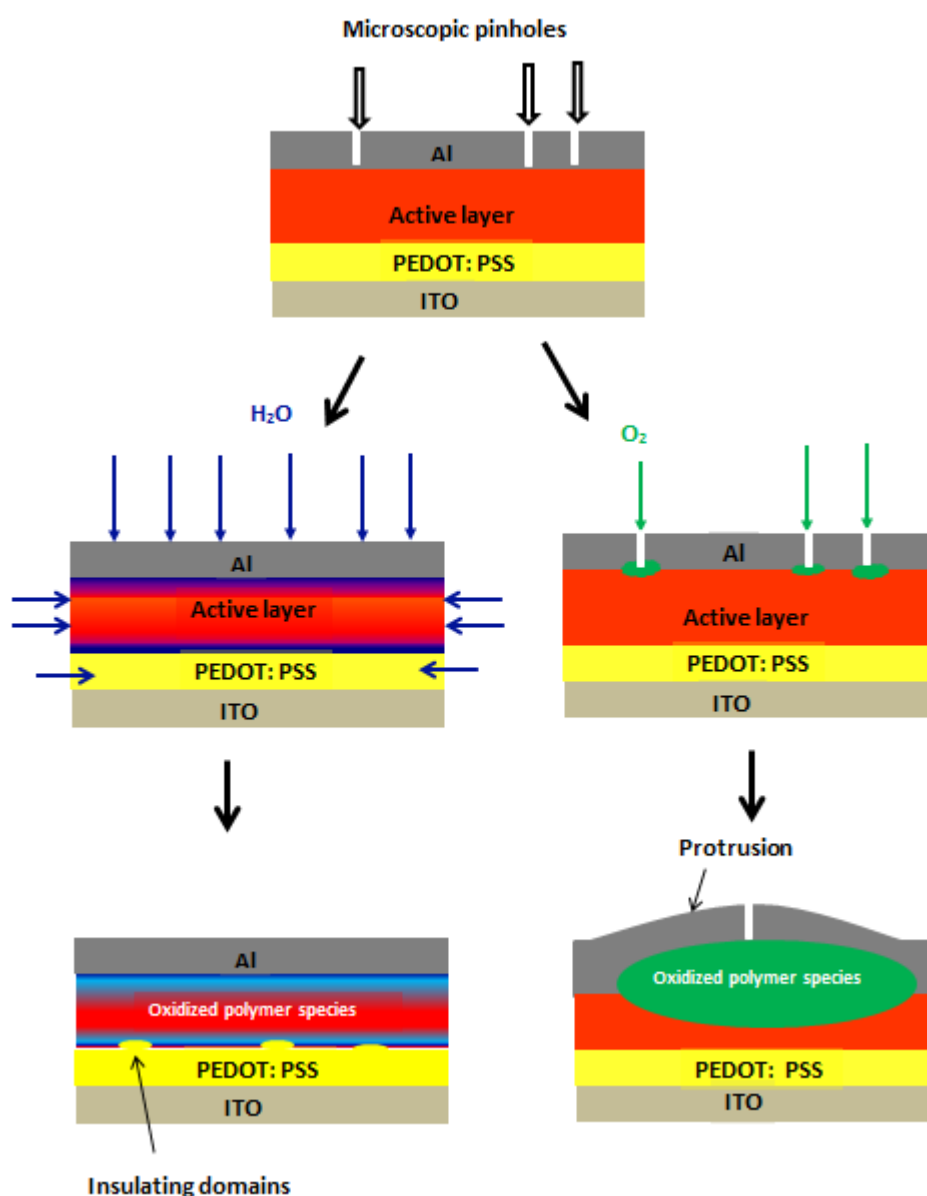 Microscopic pinholes
Al
Active layer
PEDOT: PSS
ITO
H₂O
O₂
Al
Active layer
PEDOT: PSS
ITO
Al
Active layer
PEDOT: PSS
ITO
Protrusion
Al
Oxidized polymer species
PEDOT: PSS
ITO
Oxidized polymer species
PEDOT: PSS
ITO
Insulating domains